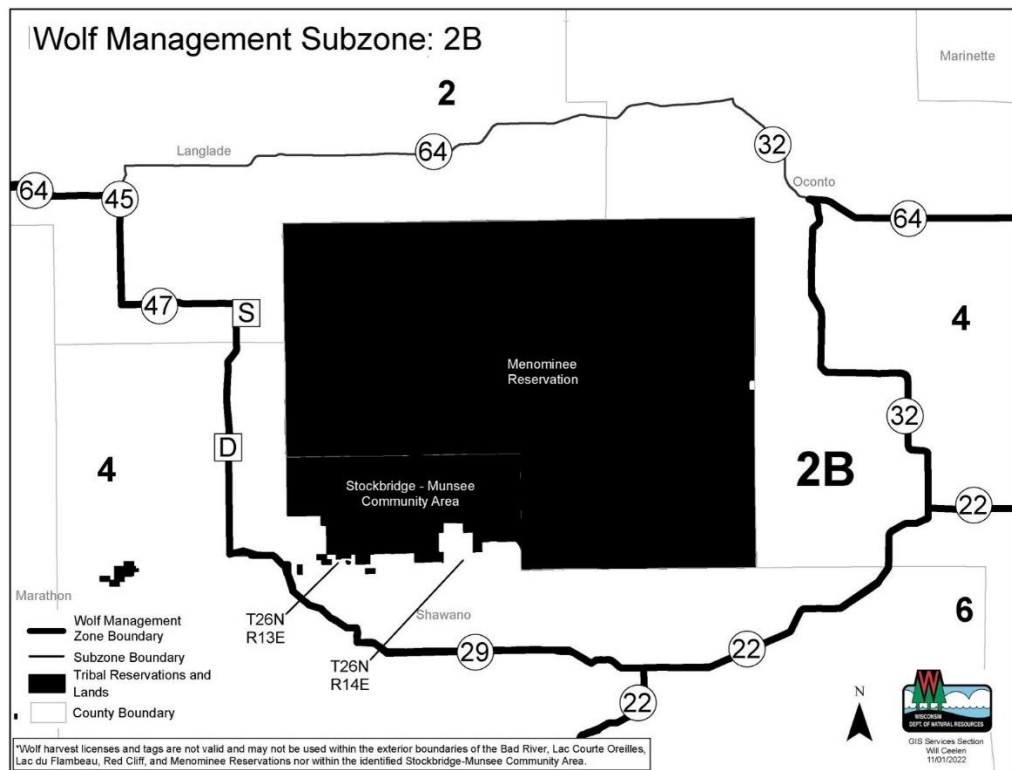 Wolf Management Subzone: 2B
Marinette
2
Langlade
64
32
64
45
Oconto
64
47
S
4
Menominee
Reservation
32
D
4
2B
Stockbridge - Munsee
Community Area
22
Marathon
T26N
R13E
Shawano
6
T26N
R14E
29
22
22
Wolf Management
Zone Boundary
Subzone Boundary
Tribal Reservations and
Lands
County Boundary
N
W
WISCONSIN
DEPT. OF NATURAL RESOURCES
GIS Services Section
Will Ceelen
11/01/2022
*Wolf harvest licenses and tags are not valid and may not be used within the exterior boundaries of the Bad River, Lac Courte Oreilles,
Lac du Flambeau, Red Cliff, and Menominee Reservations nor within the identified Stockbridge-Munsee Community Area.